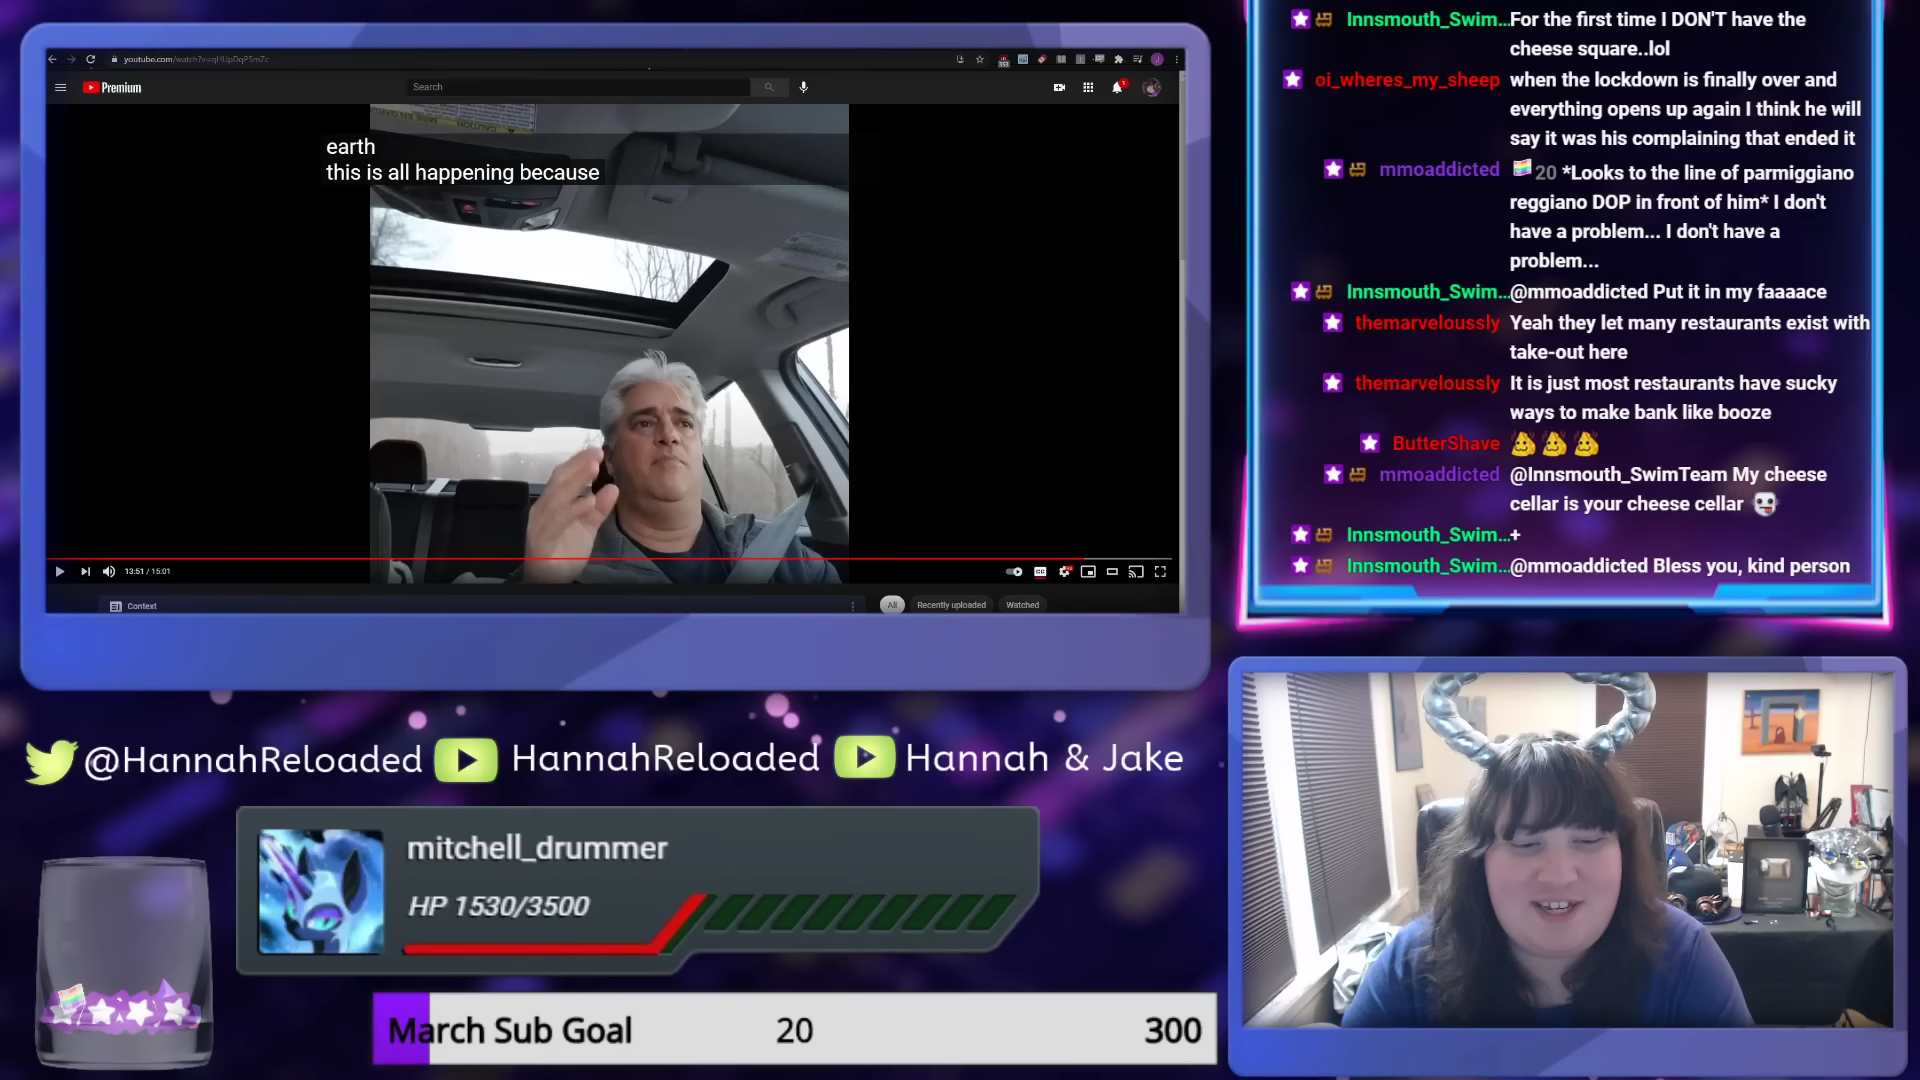 youtube.com/watch?v=qHUpDqP5mZc
Premium
Search
earth
this is all happening because
13:51 / 15:01
Context
All
Recently uploaded
Watched
Innsmouth_Swim... For the first time I DON'T have the
cheese square..lol
oi_wheres_my_sheep when the lockdown is finally over and
everything opens up again I think he will
say it was his complaining that ended it
mmoaddicted 20 *Looks to the line of parmiggiano
reggiano DOP in front of him* I don't
have a problem... I don't have a
problem...
Innsmouth_Swim... @mmoaddicted Put it in my faaaace
themarveloussly Yeah they let many restaurants exist with
take-out here
themarveloussly It is just most restaurants have sucky
ways to make bank like booze
ButterShave
mmoaddicted @Innsmouth_SwimTeam My cheese
cellar is your cheese cellar
Innsmouth_Swim... +
Innsmouth_Swim... @mmoaddicted Bless you, kind person
@HannahReloaded HannahReloaded Hannah & Jake
mitchell_drummer
HP 1530/3500
March Sub Goal 20 300